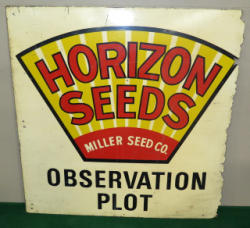 HORIZON
SEEDS
MILLER SEED CO.
OBSERVATION
PLOT